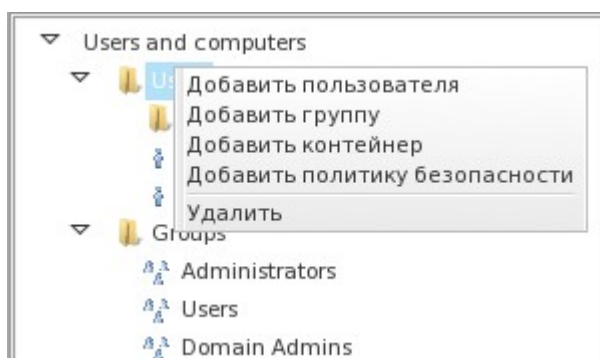 Users and computers
Добавить пользователя
Добавить группу
Добавить контейнер
Добавить политику безопасности
Удалить
Groups
Administrators
Users
Domain Admins